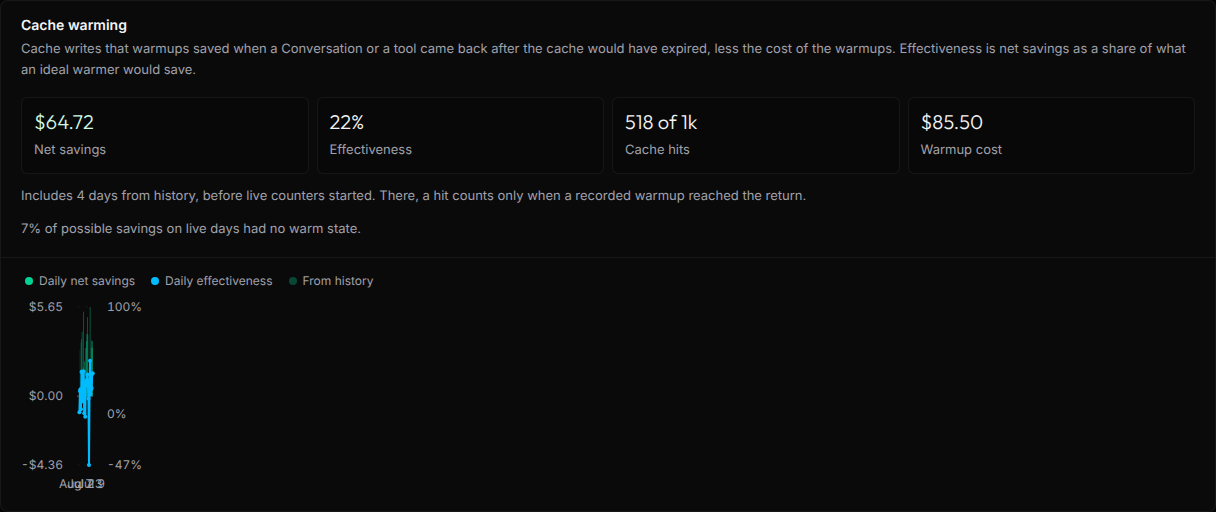 Cache warming
Cache writes that warmups saved when a Conversation or a tool came back after the cache would have expired, less the cost of the warmups. Effectiveness is net savings as a share of what
an ideal warmer would save.
$64.72
Net savings
22%
Effectiveness
518 of 1k
Cache hits
$85.50
Warmup cost
Includes 4 days from history, before live counters started. There, a hit counts only when a recorded warmup reached the return.
7% of possible savings on live days had no warm state.
Daily net savings
Daily effectiveness
From history
$5.65
100%
$0.00
0%
-$4.36
-47%